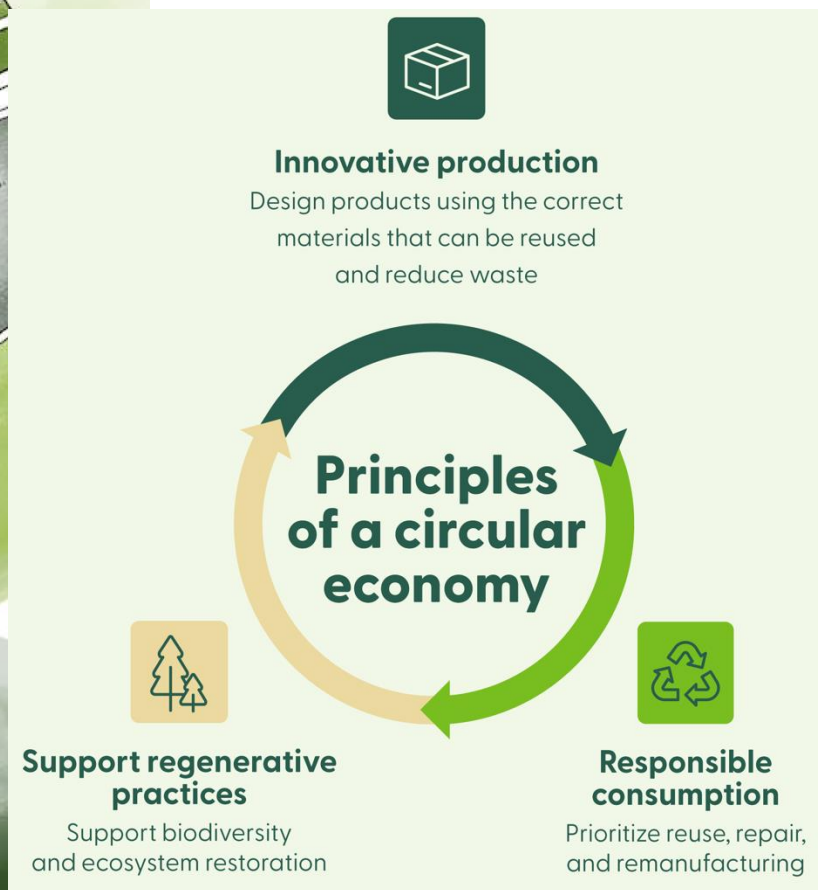 Innovative production
Design products using the correct
materials that can be reused
and reduce waste
Principles
of a circular
economy
Support regenerative
practices
Support biodiversity
and ecosystem restoration
Responsible
consumption
Prioritize reuse, repair,
and remanufacturing